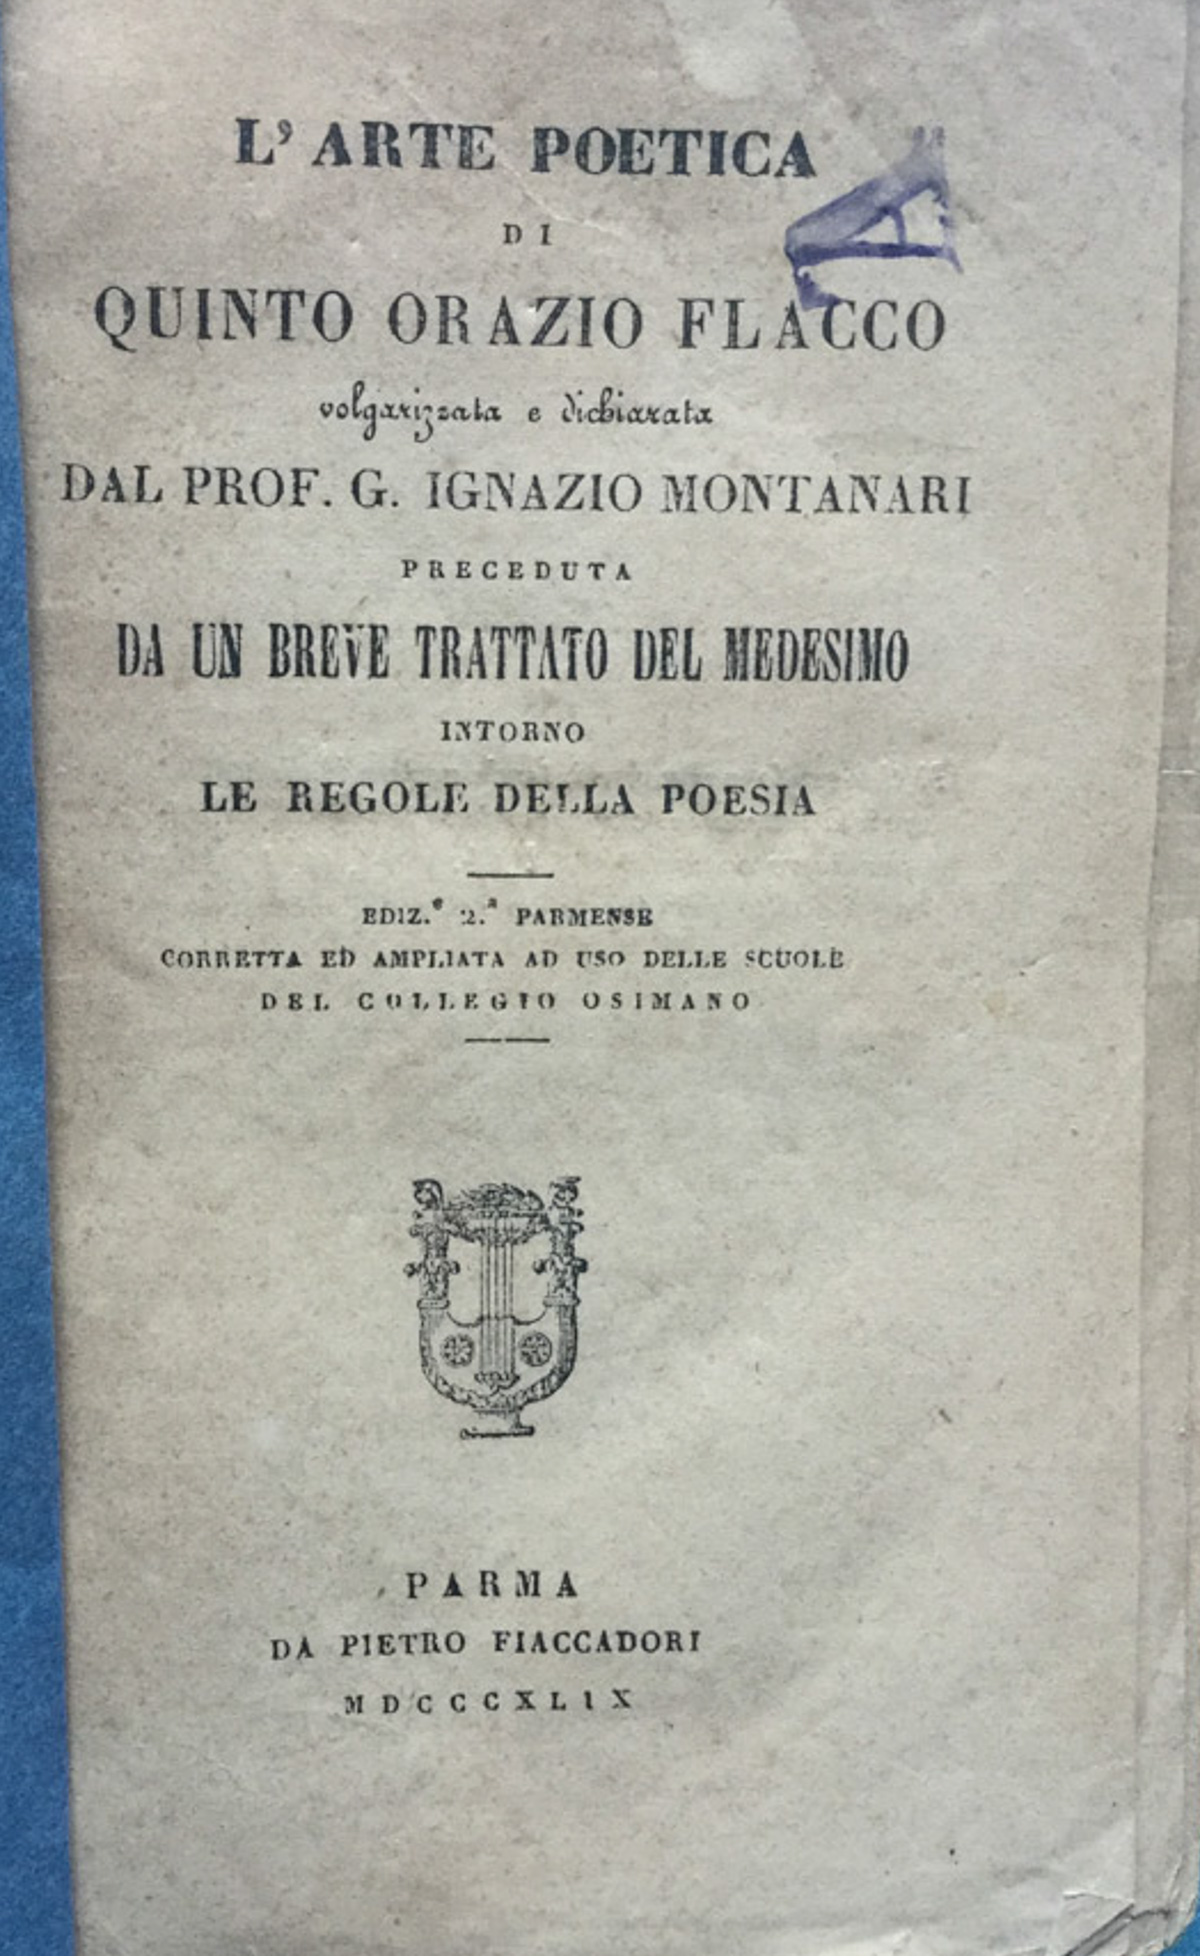 L' ARTE POETICA
DI
QUINTO ORAZIO FLACCO
volgarizzata e dichiarata
DAL PROF. G. IGNAZIO MONTANARI
PRECEDUTA
DA UN BREVE TRATTATO DEL MEDESIMO
INTORNO
LE REGOLE DELLA POESIA
EDIZ.e 2.a PARMENSE
CORRETTA ED AMPLIATA AD USO DELLE SCUOLE
DEL COLLEGIO OSIMANO
PARMA
DA PIETRO FIACCADORI
MDCCCXLIX